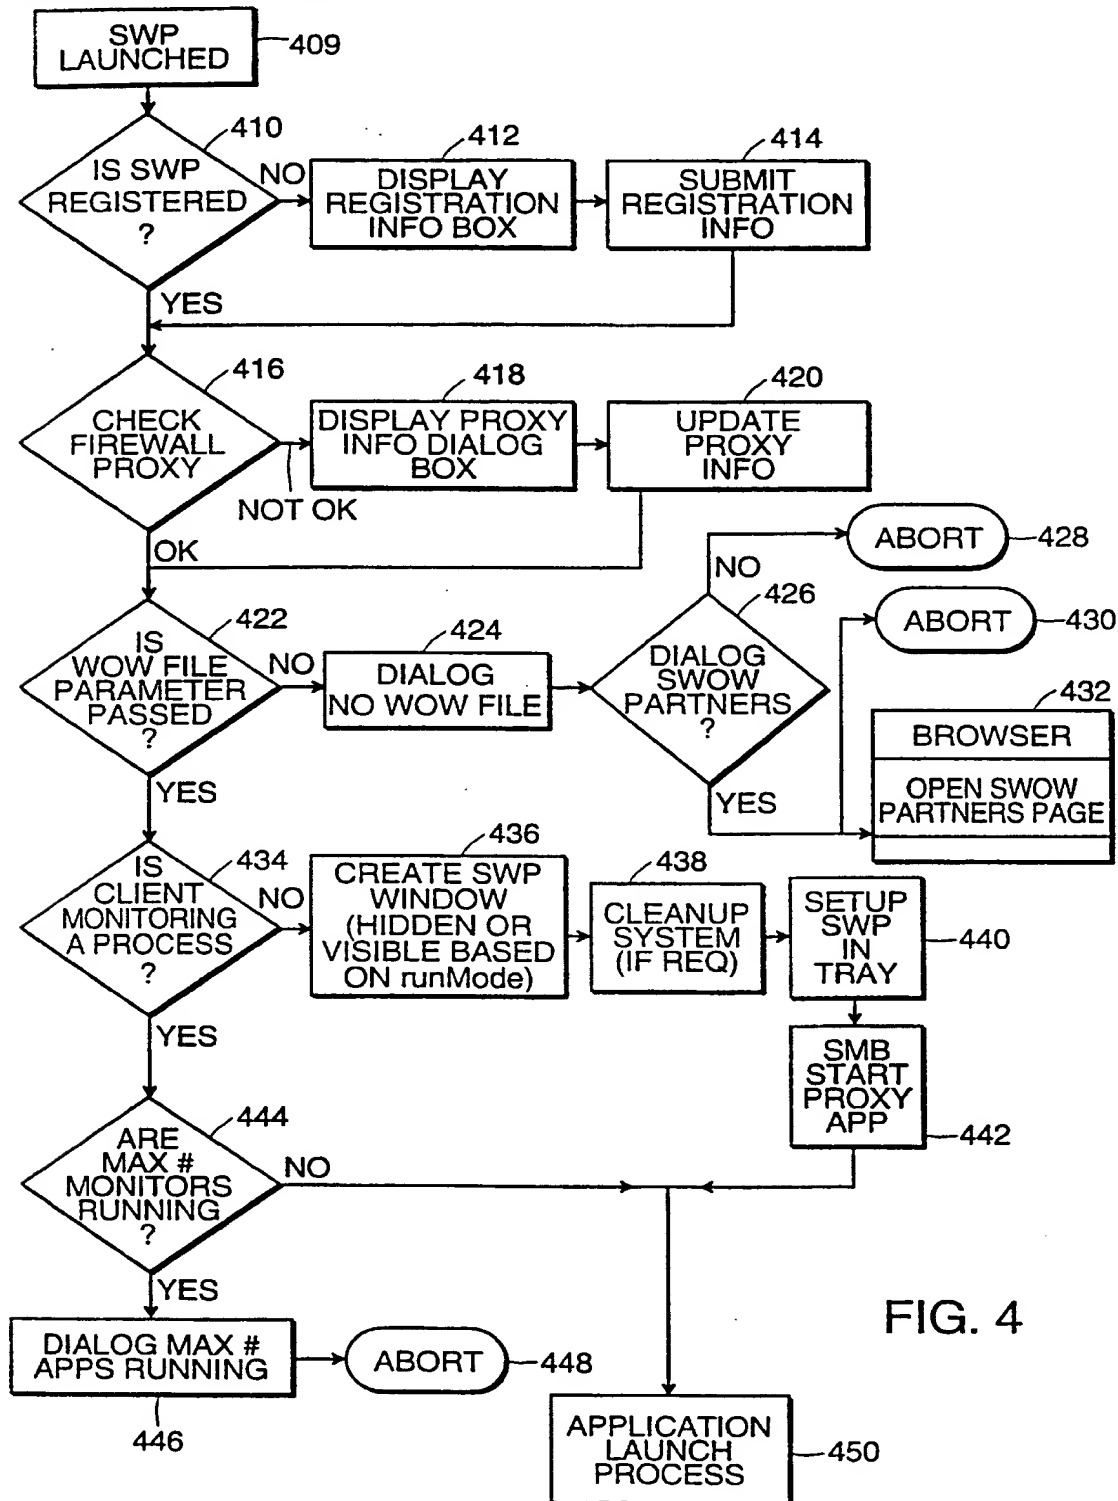 SWP
LAUNCHED
409
410
IS SWP
REGISTERED
?
NO
412
DISPLAY
REGISTRATION
INFO BOX
414
SUBMIT
REGISTRATION
INFO
YES
416
CHECK
FIREWALL
PROXY
NOT OK
418
DISPLAY PROXY
INFO DIALOG
BOX
420
UPDATE
PROXY
INFO
OK
422
IS
WOW FILE
PARAMETER
PASSED
?
NO
424
DIALOG
NO WOW FILE
426
DIALOG
SWOW
PARTNERS
?
NO
ABORT
428
ABORT
430
YES
432
BROWSER
OPEN SWOW
PARTNERS PAGE
YES
434
IS
CLIENT
MONITORING
A PROCESS
?
NO
436
CREATE SWP
WINDOW
(HIDDEN OR
VISIBLE BASED
ON runMode)
438
CLEANUP
SYSTEM
(IF REQ)
SETUP
SWP
IN
TRAY
440
SMB
START
PROXY
APP
442
YES
444
ARE
MAX #
MONITORS
RUNNING
?
NO
YES
DIALOG MAX #
APPS RUNNING
446
ABORT
448
APPLICATION
LAUNCH
PROCESS
450
FIG. 4